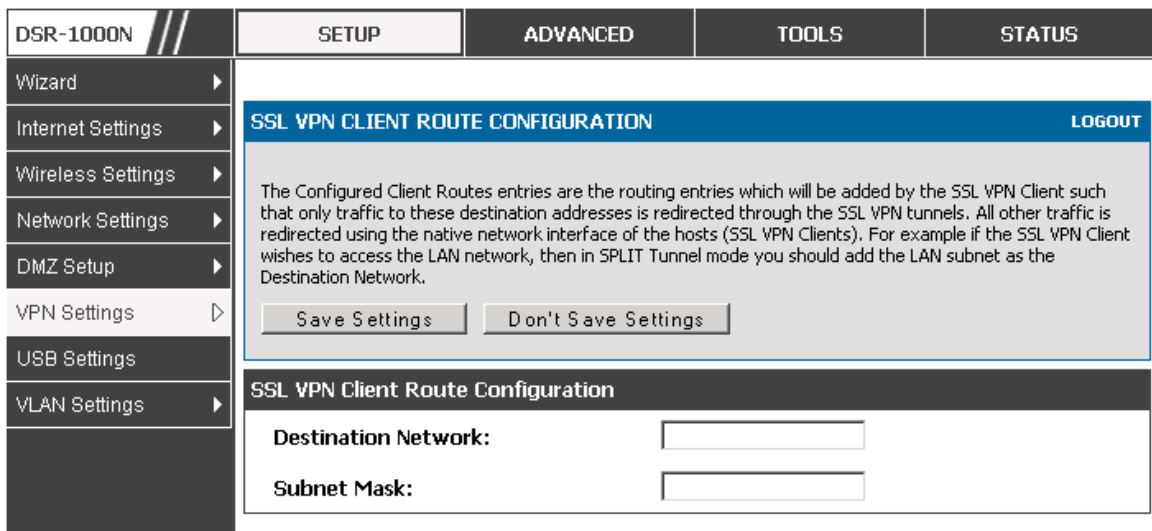 DSR-1000N
SETUP
ADVANCED
TOOLS
STATUS
Wizard
Internet Settings
Wireless Settings
Network Settings
DMZ Setup
VPN Settings
USB Settings
VLAN Settings
SSL VPN CLIENT ROUTE CONFIGURATION
LOGOUT
The Configured Client Routes entries are the routing entries which will be added by the SSL VPN Client such
that only traffic to these destination addresses is redirected through the SSL VPN tunnels. All other traffic is
redirected using the native network interface of the hosts (SSL VPN Clients). For example if the SSL VPN Client
wishes to access the LAN network, then in SPLIT Tunnel mode you should add the LAN subnet as the
Destination Network.
Save Settings
Don't Save Settings
SSL VPN Client Route Configuration
Destination Network:
Subnet Mask: